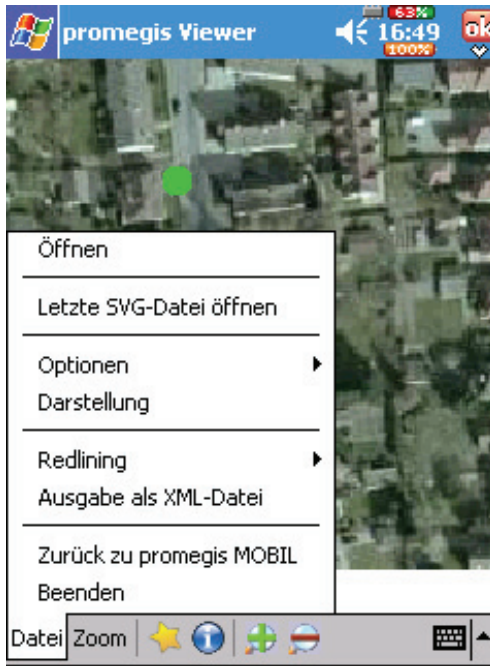 promegis Viewer 63% 16:49 100% ok
Öffnen
Letzte SVG-Datei öffnen
Optionen
Darstellung
Redlining
Ausgabe als XML-Datei
Zurück zu promegis MOBIL
Beenden
Datei Zoom